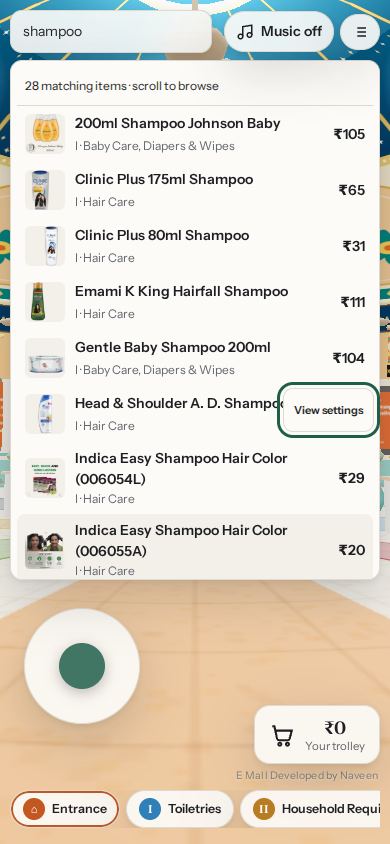 shampoo
Music off
28 matching items · scroll to browse
200ml Shampoo Johnson Baby
I · Baby Care, Diapers & Wipes
₹105
Clinic Plus 175ml Shampoo
I · Hair Care
₹65
Clinic Plus 80ml Shampoo
I · Hair Care
₹31
Emami K King Hairfall Shampoo
I · Hair Care
₹111
Gentle Baby Shampoo 200ml
I · Baby Care, Diapers & Wipes
₹104
Head & Shoulder A. D. Shampoo
I · Hair Care
View settings
Indica Easy Shampoo Hair Color
(006054L)
I · Hair Care
₹29
Indica Easy Shampoo Hair Color
(006055A)
I · Hair Care
₹20
₹0
Your trolley
E Mall Developed by Naveen
Entrance
I Toiletries
II Household Requi